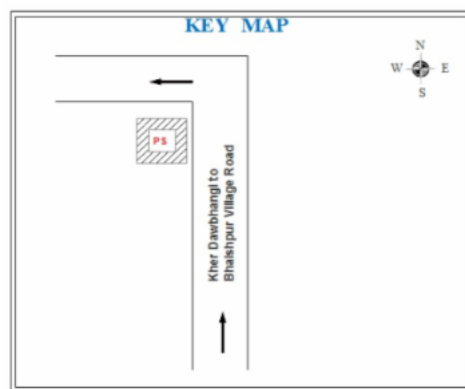 KEY MAP
N
W E
S
PS
Kher Dawbhangi to
Bhaishpur Village Road